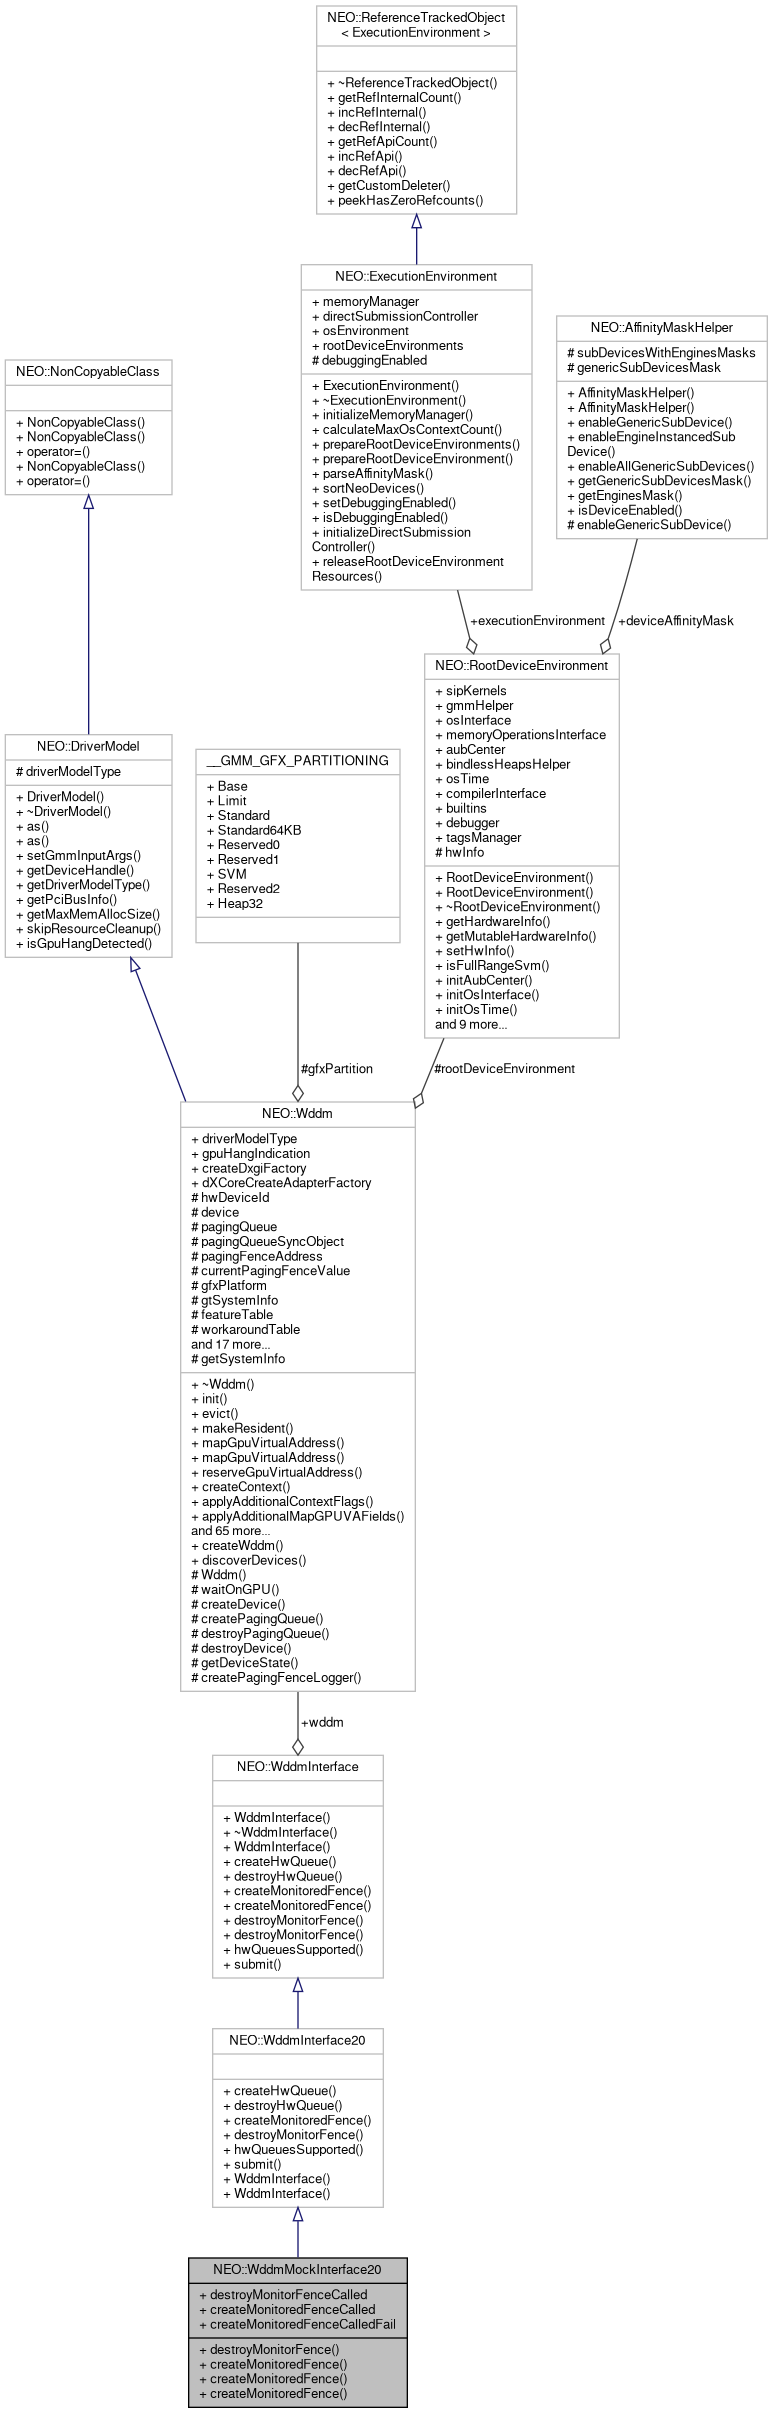 NEO::ReferenceTrackedObject
< ExecutionEnvironment >
+ ~ReferenceTrackedObject()
+ getRefInternalCount()
+ incRefInternal()
+ decRefInternal()
+ getRefApiCount()
+ incRefApi()
+ decRefApi()
+ getCustomDeleter()
+ peekHasZeroRefcounts()
NEO::ExecutionEnvironment
+ memoryManager
+ directSubmissionController
+ osEnvironment
+ rootDeviceEnvironments
# debuggingEnabled
+ ExecutionEnvironment()
+ ~ExecutionEnvironment()
+ initializeMemoryManager()
+ calculateMaxOsContextCount()
+ prepareRootDeviceEnvironments()
+ prepareRootDeviceEnvironment()
+ parseAffinityMask()
+ sortNeoDevices()
+ setDebuggingEnabled()
+ isDebuggingEnabled()
+ initializeDirectSubmission
Controller()
+ releaseRootDeviceEnvironment
Resources()
NEO::AffinityMaskHelper
# subDevicesWithEnginesMasks
# genericSubDevicesMask
+ AffinityMaskHelper()
+ AffinityMaskHelper()
+ enableGenericSubDevice()
+ enableEngineInstancedSub
Device()
+ enableAllGenericSubDevices()
+ getGenericSubDevicesMask()
+ getEnginesMask()
+ isDeviceEnabled()
# enableGenericSubDevice()
NEO::NonCopyableClass
+ NonCopyableClass()
+ NonCopyableClass()
+ operator=()
+ NonCopyableClass()
+ operator=()
+executionEnvironment
+deviceAffinityMask
NEO::RootDeviceEnvironment
+ sipKernels
+ gmmHelper
+ osInterface
+ memoryOperationsInterface
+ aubCenter
+ bindlessHeapsHelper
+ osTime
+ compilerInterface
+ builtins
+ debugger
+ tagsManager
# hwInfo
+ RootDeviceEnvironment()
+ RootDeviceEnvironment()
+ ~RootDeviceEnvironment()
+ getHardwareInfo()
+ getMutableHardwareInfo()
+ setHwInfo()
+ isFullRangeSvm()
+ initAubCenter()
+ initOsInterface()
+ initOsTime()
and 9 more...
NEO::DriverModel
# driverModelType
+ DriverModel()
+ ~DriverModel()
+ as()
+ as()
+ setGmmInputArgs()
+ getDeviceHandle()
+ getDriverModelType()
+ getPciBusInfo()
+ getMaxMemAllocSize()
+ skipResourceCleanup()
+ isGpuHangDetected()
__GMM_GFX_PARTITIONING
+ Base
+ Limit
+ Standard
+ Standard64KB
+ Reserved0
+ Reserved1
+ SVM
+ Reserved2
+ Heap32
#gfxPartition
#rootDeviceEnvironment
NEO::Wddm
+ driverModelType
+ gpuHangIndication
+ createDxgiFactory
+ dXCoreCreateAdapterFactory
# hwDeviceId
# device
# pagingQueue
# pagingQueueSyncObject
# pagingFenceAddress
# currentPagingFenceValue
# gfxPlatform
# gtSystemInfo
# featureTable
# workaroundTable
and 17 more...
# getSystemInfo
+ ~Wddm()
+ init()
+ evict()
+ makeResident()
+ mapGpuVirtualAddress()
+ mapGpuVirtualAddress()
+ reserveGpuVirtualAddress()
+ createContext()
+ applyAdditionalContextFlags()
+ applyAdditionalMapGPUVAFields()
and 65 more...
+ createWddm()
+ discoverDevices()
# Wddm()
# waitOnGPU()
# createDevice()
# createPagingQueue()
# destroyPagingQueue()
# destroyDevice()
# getDeviceState()
# createPagingFenceLogger()
+wddm
NEO::WddmInterface
+ WddmInterface()
+ ~WddmInterface()
+ WddmInterface()
+ createHwQueue()
+ destroyHwQueue()
+ createMonitoredFence()
+ createMonitoredFence()
+ destroyMonitorFence()
+ destroyMonitorFence()
+ hwQueuesSupported()
+ submit()
NEO::WddmInterface20
+ createHwQueue()
+ destroyHwQueue()
+ createMonitoredFence()
+ destroyMonitorFence()
+ hwQueuesSupported()
+ submit()
+ WddmInterface()
+ WddmInterface()
NEO::WddmMockInterface20
+ destroyMonitorFenceCalled
+ createMonitoredFenceCalled
+ createMonitoredFenceCalledFail
+ destroyMonitorFence()
+ createMonitoredFence()
+ createMonitoredFence()
+ createMonitoredFence()